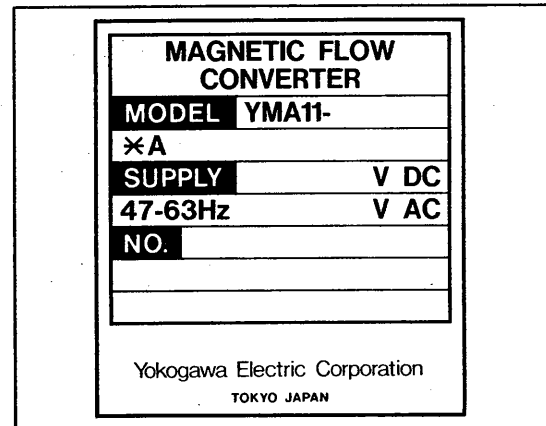 MAGNETIC FLOW
CONVERTER
MODEL YMA11-
✕A
SUPPLY V DC
47-63Hz V AC
NO.
Yokogawa Electric Corporation
TOKYO JAPAN